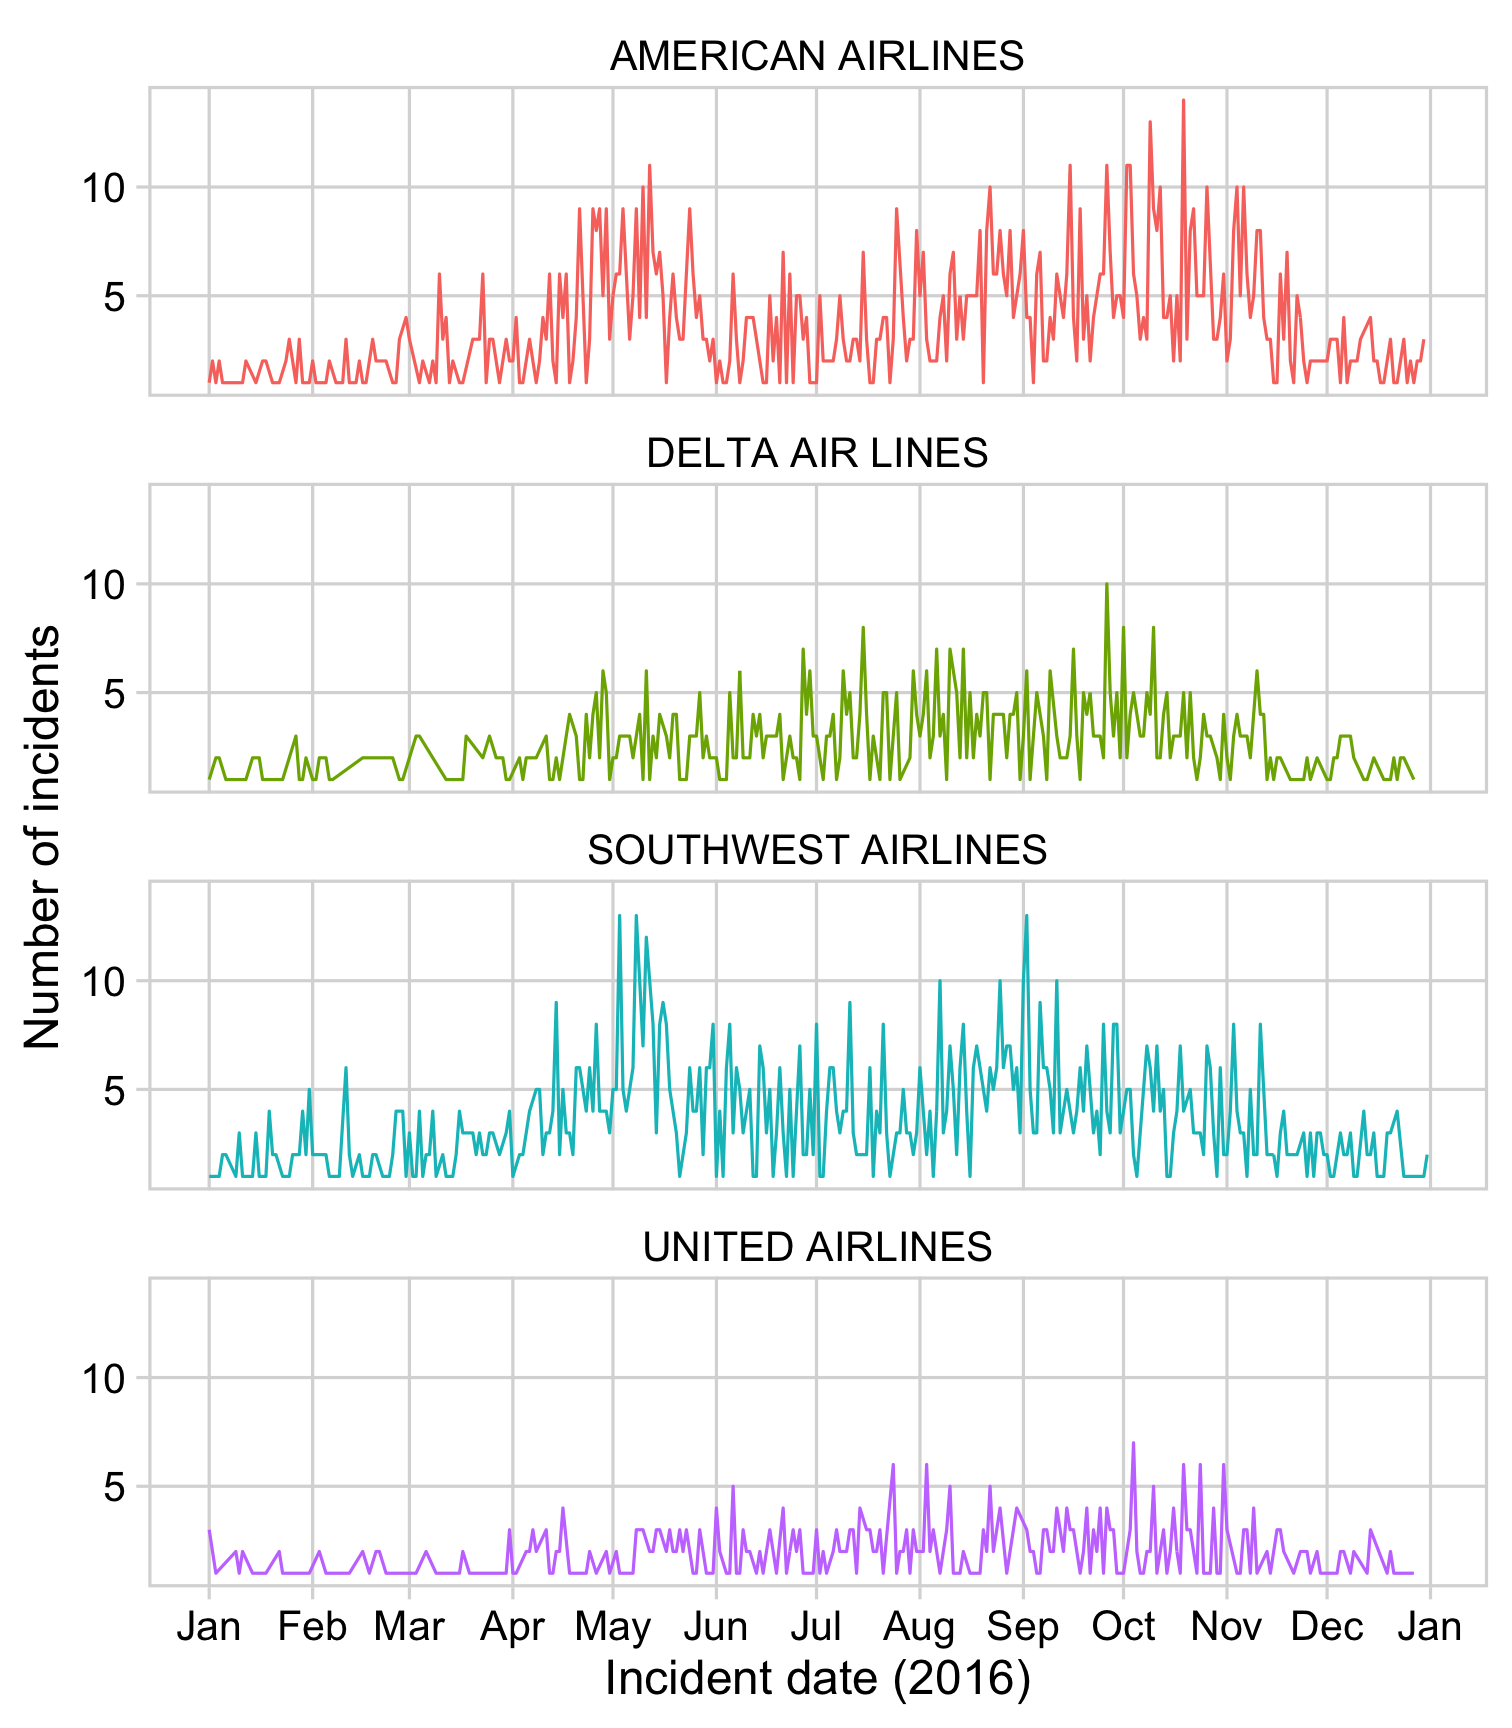 AMERICAN AIRLINES
10
5
DELTA AIR LINES
10
5
Number of incidents
SOUTHWEST AIRLINES
10
5
UNITED AIRLINES
10
5
Jan Feb Mar Apr May Jun Jul Aug Sep Oct Nov Dec Jan
Incident date (2016)